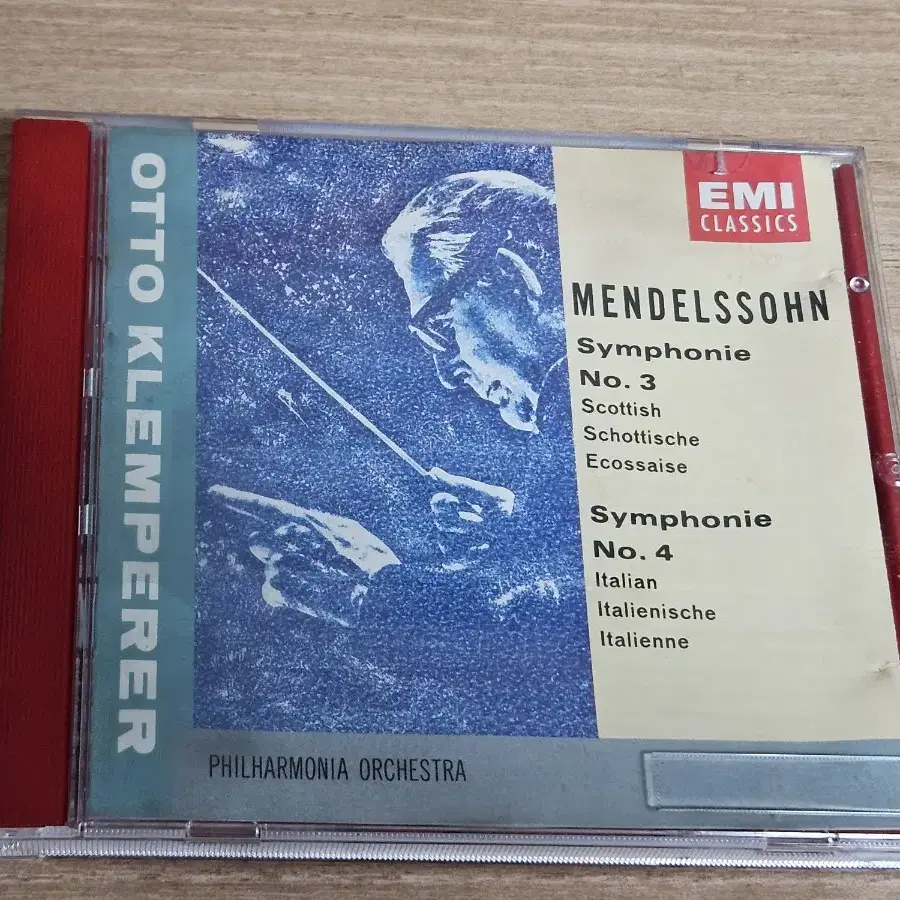 OTTO KLEMPERER
EMI
CLASSICS
MENDELSSOHN
Symphonie
No. 3
Scottish
Schottische
Ecossaise
Symphonie
No. 4
Italian
Italienische
Italienne
PHILHARMONIA ORCHESTRA